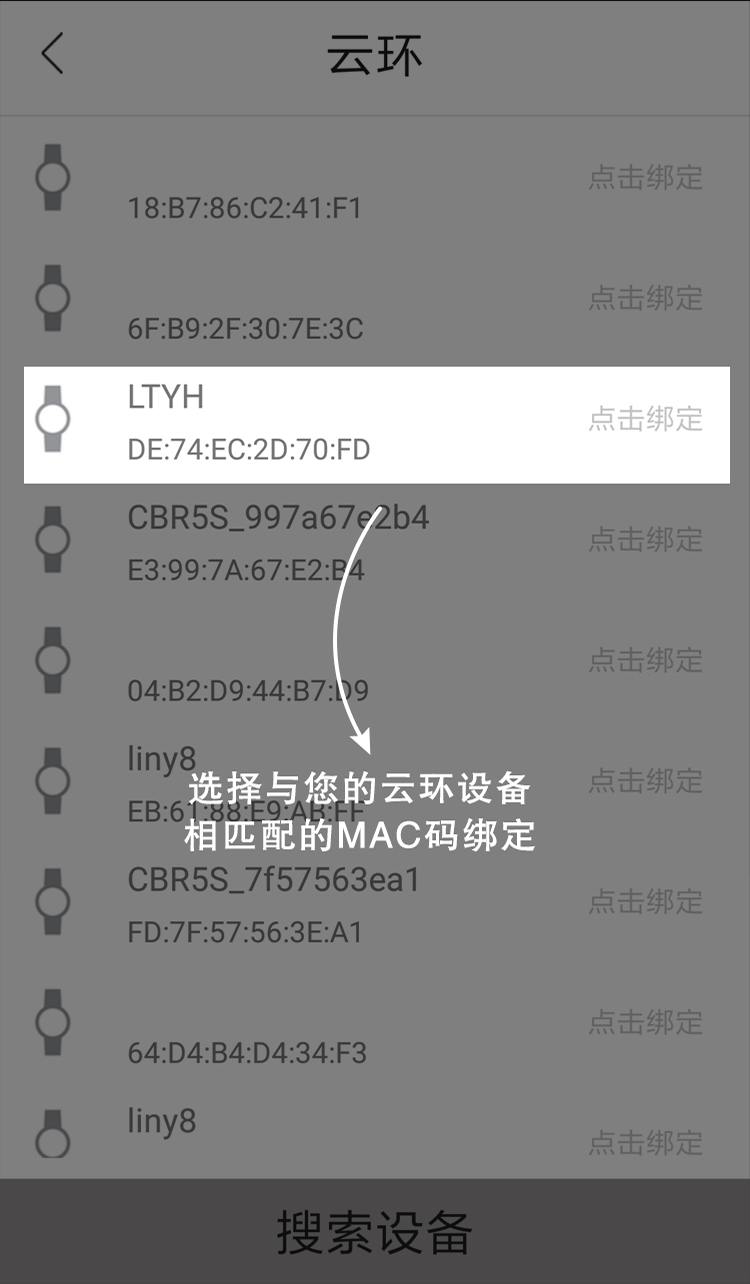 云环
点击绑定
18:B7:86:C2:41:F1
点击绑定
6F:B9:2F:30:7E:3C
LTYH
点击绑定
DE:74:EC:2D:70:FD
CBR5S_997a67e2b4
点击绑定
E3:99:7A:67:E2:B4
点击绑定
04:B2:D9:44:B7:D9
liny8
点击绑定
选择与您的云环设备
EB:61:88:E9:AB:FF
相匹配的MAC码绑定
CBR5S_7f57563ea1
点击绑定
FD:7F:57:56:3E:A1
点击绑定
64:D4:B4:D4:34:F3
liny8
点击绑定
搜索设备